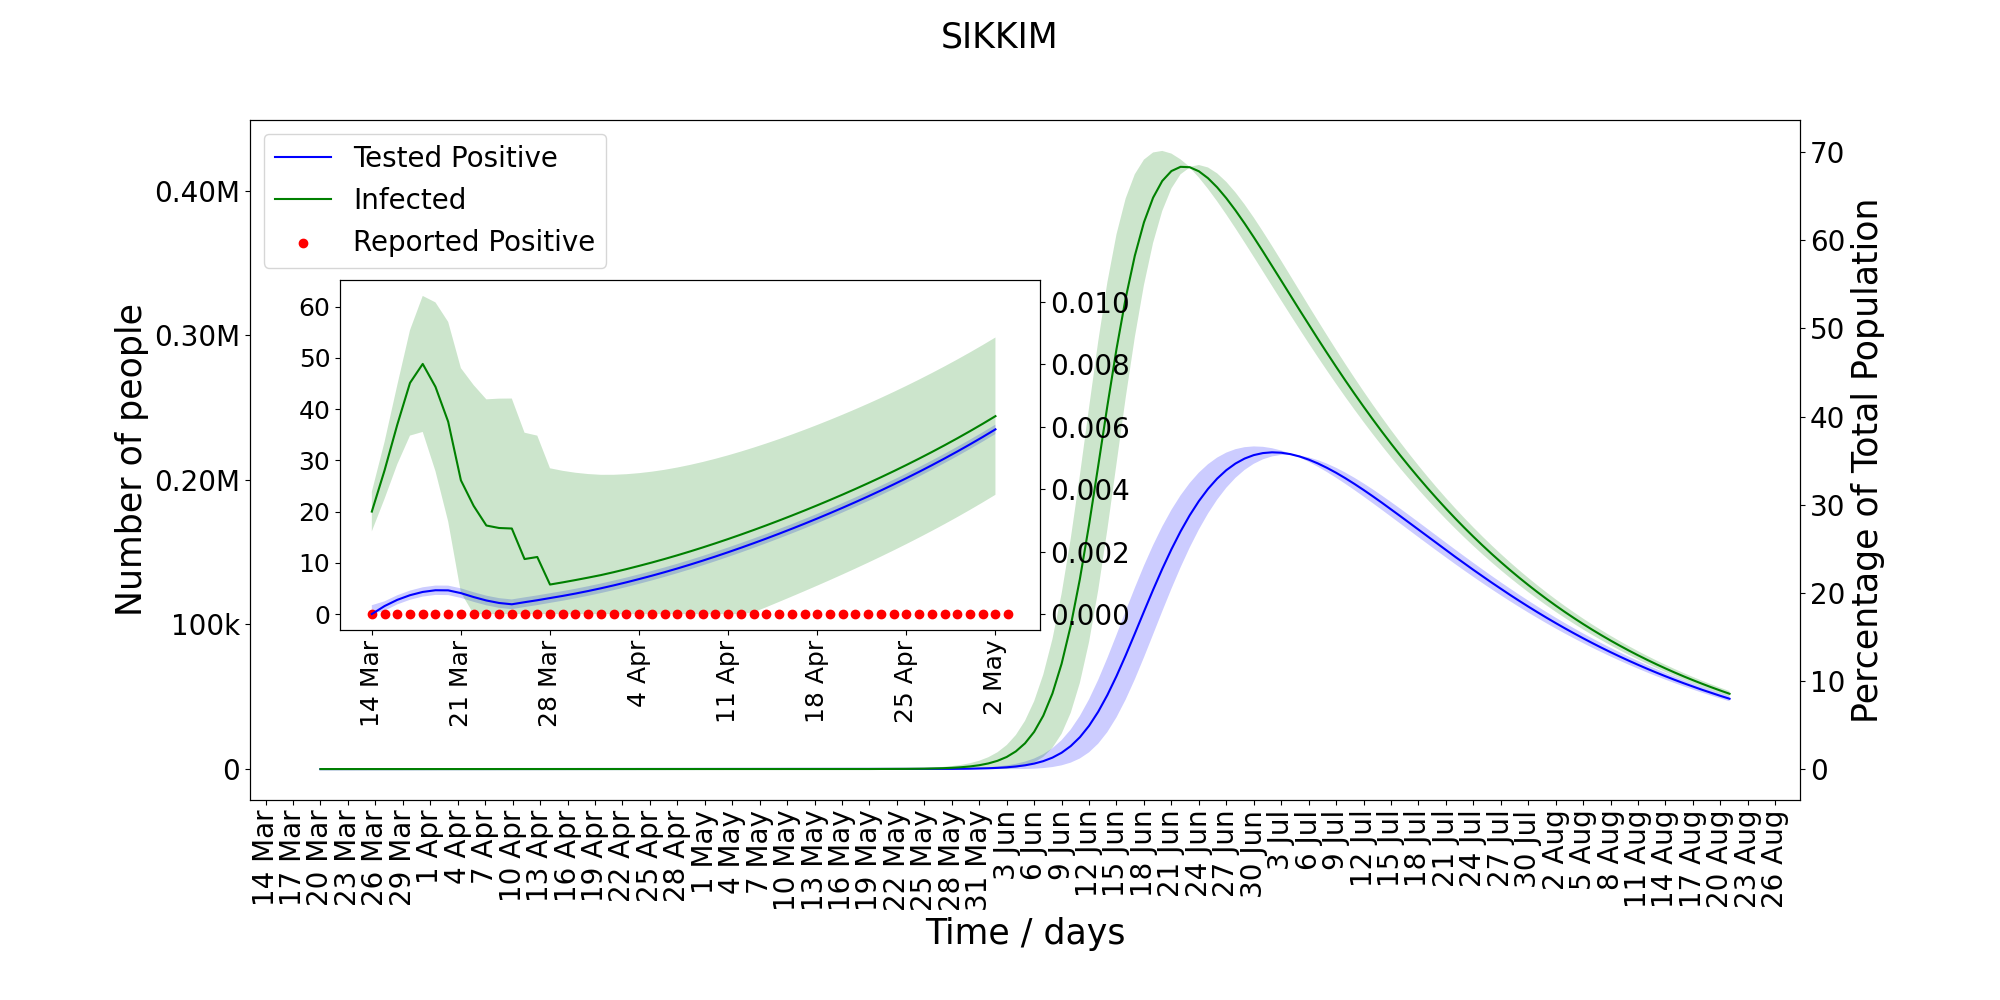 SIKKIM
Tested Positive
Infected
Reported Positive
Number of people
0.40M
0.30M
0.20M
100k
0
Percentage of Total Population
70
60
50
40
30
20
10
0
60
50
40
30
20
10
0
0.010
0.008
0.006
0.004
0.002
0.000
14 Mar
21 Mar
28 Mar
4 Apr
11 Apr
18 Apr
25 Apr
2 May
14 Mar
17 Mar
20 Mar
23 Mar
26 Mar
29 Mar
1 Apr
4 Apr
7 Apr
10 Apr
13 Apr
16 Apr
19 Apr
22 Apr
25 Apr
28 Apr
1 May
4 May
7 May
10 May
13 May
16 May
19 May
22 May
25 May
28 May
31 May
3 Jun
6 Jun
9 Jun
12 Jun
15 Jun
18 Jun
21 Jun
24 Jun
27 Jun
30 Jun
3 Jul
6 Jul
9 Jul
12 Jul
15 Jul
18 Jul
21 Jul
24 Jul
27 Jul
30 Jul
2 Aug
5 Aug
8 Aug
11 Aug
14 Aug
17 Aug
20 Aug
23 Aug
26 Aug
Time / days